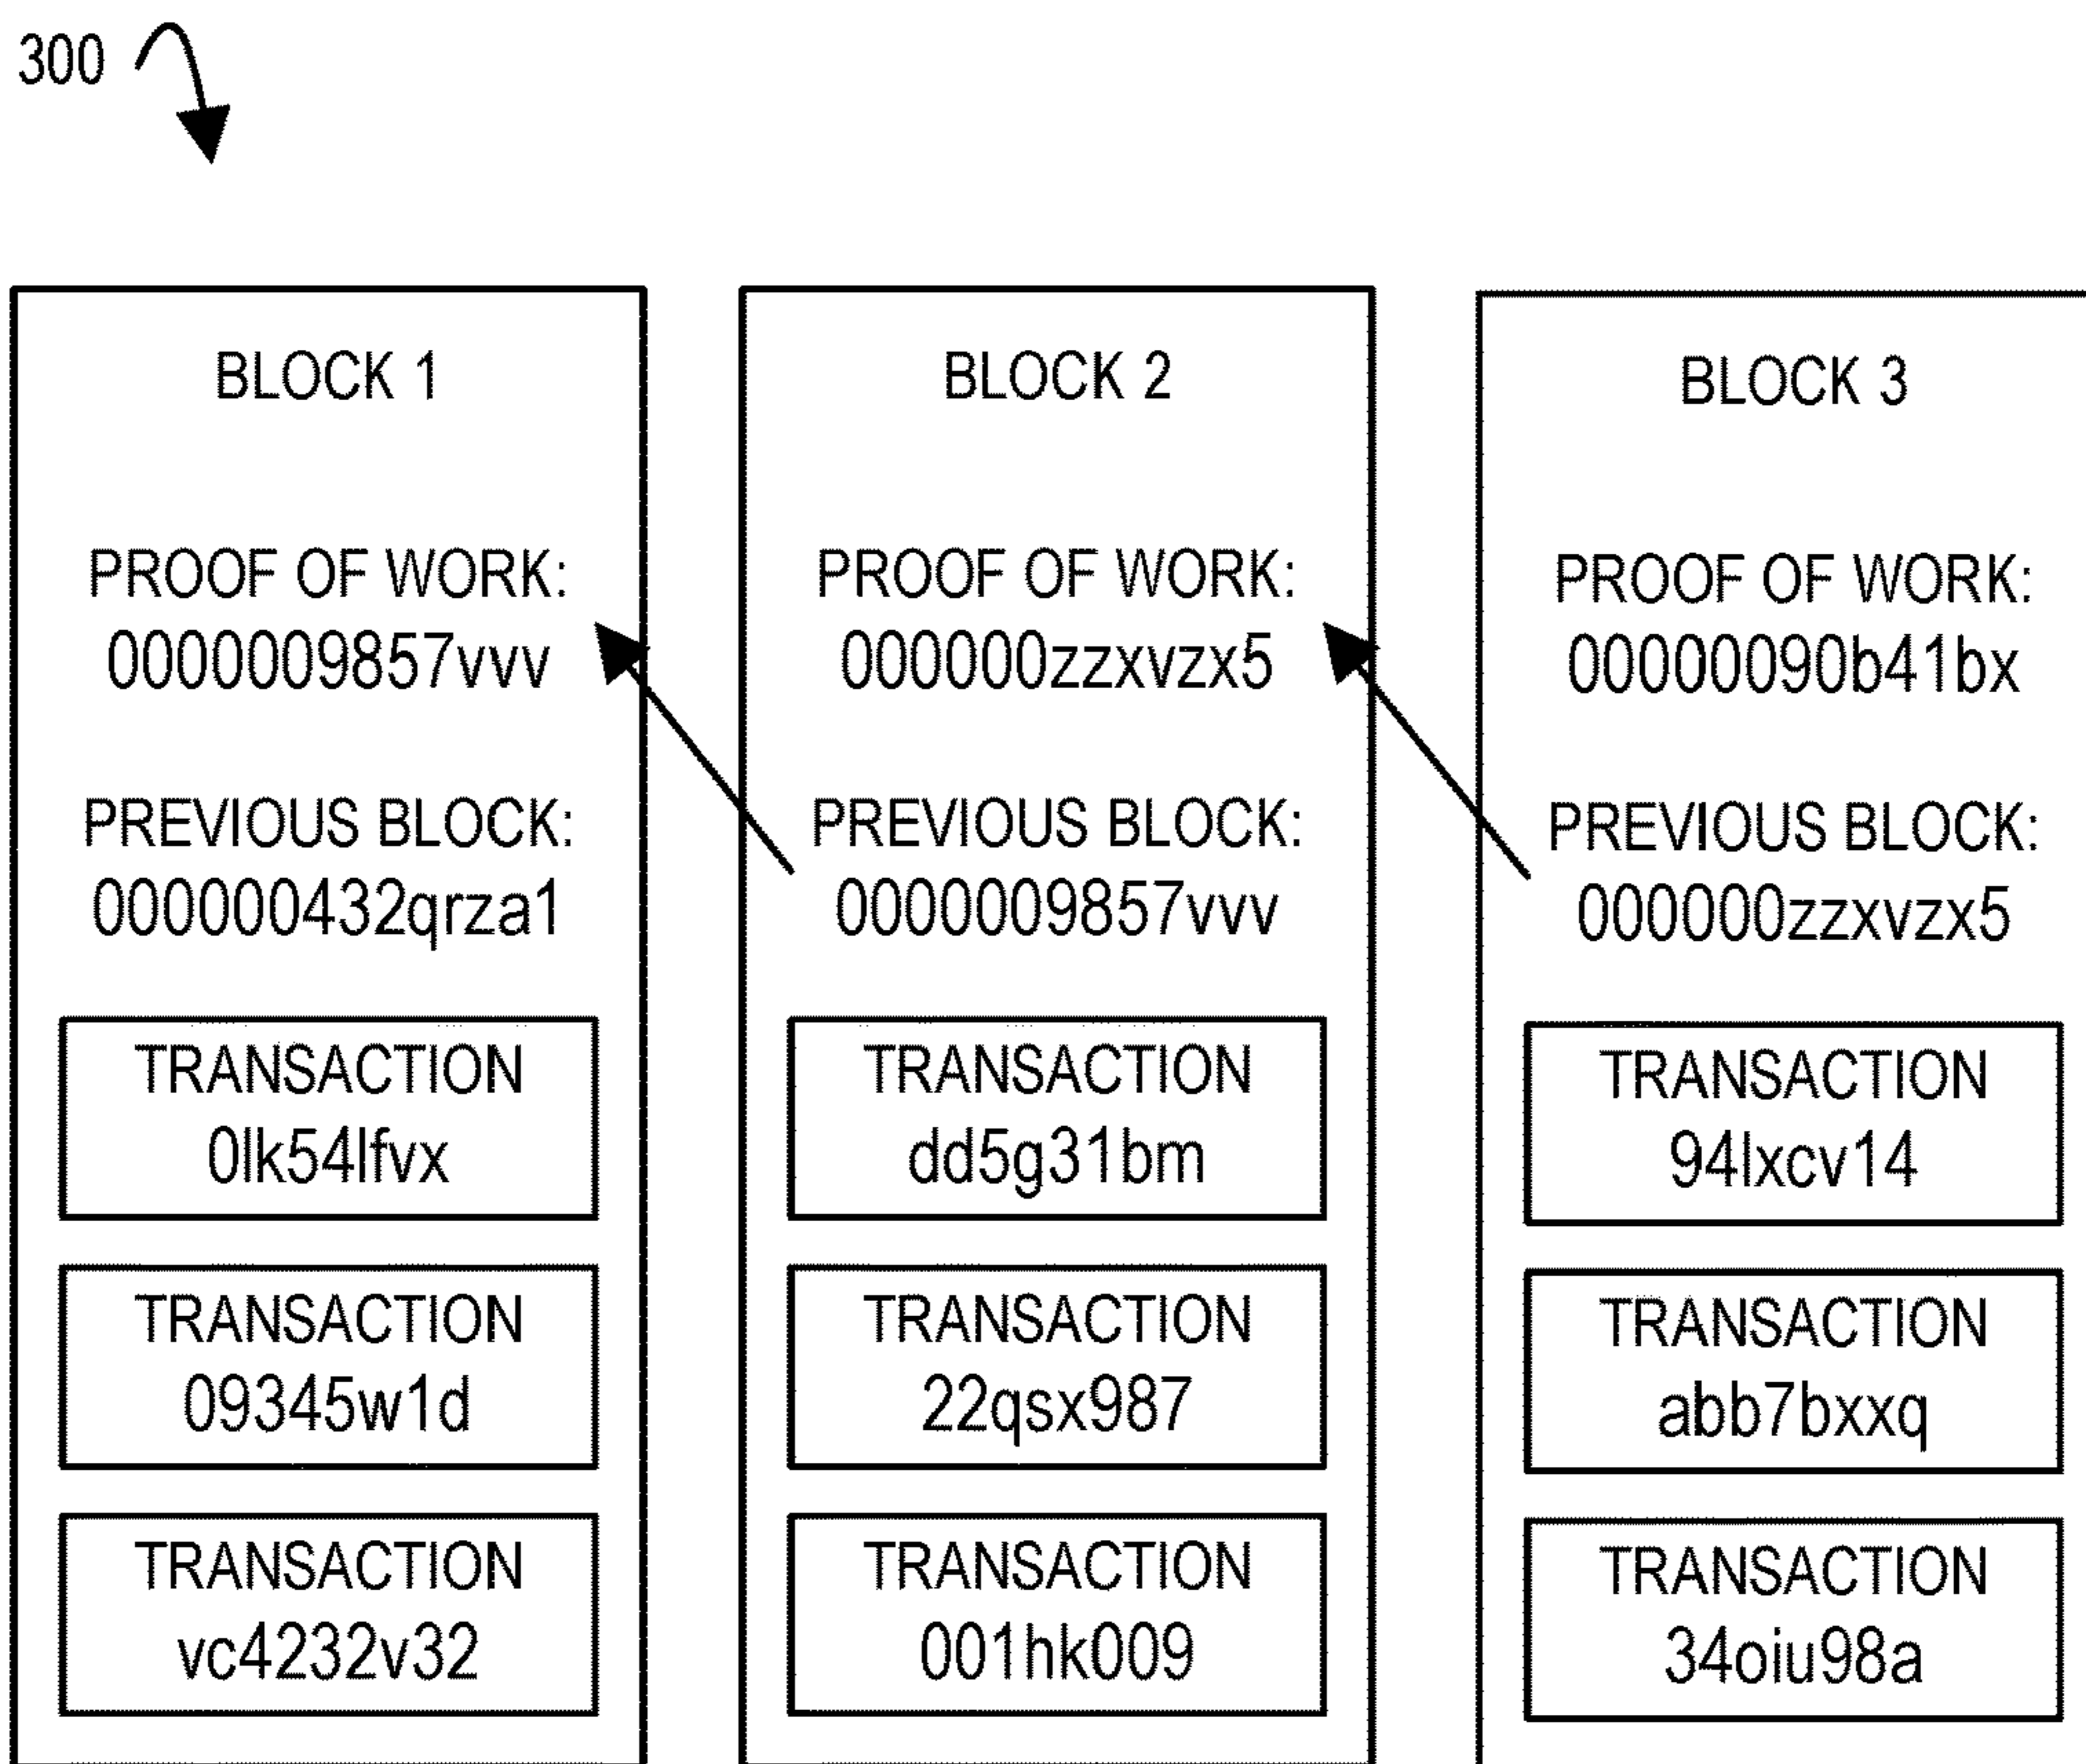 300
BLOCK 1
PROOF OF WORK:
0000009857vvv
PREVIOUS BLOCK:
000000432qrza1
TRANSACTION
0lk54lfvx
TRANSACTION
09345w1d
TRANSACTION
vc4232v32
BLOCK 2
PROOF OF WORK:
000000zzxvzx5
PREVIOUS BLOCK:
0000009857vvv
TRANSACTION
dd5g31bm
TRANSACTION
22qsx987
TRANSACTION
001hk009
BLOCK 3
PROOF OF WORK:
00000090b41bx
PREVIOUS BLOCK:
000000zzxvzx5
TRANSACTION
94lxcv14
TRANSACTION
abb7bxxq
TRANSACTION
34oiu98a